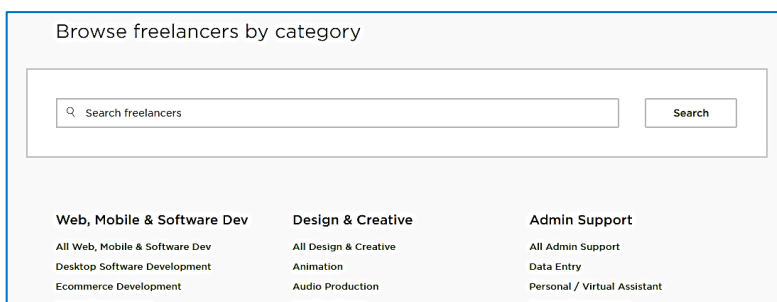 Browse freelancers by category
Search freelancers
Search
Web, Mobile & Software Dev
All Web, Mobile & Software Dev
Desktop Software Development
Ecommerce Development
Design & Creative
All Design & Creative
Animation
Audio Production
Admin Support
All Admin Support
Data Entry
Personal / Virtual Assistant